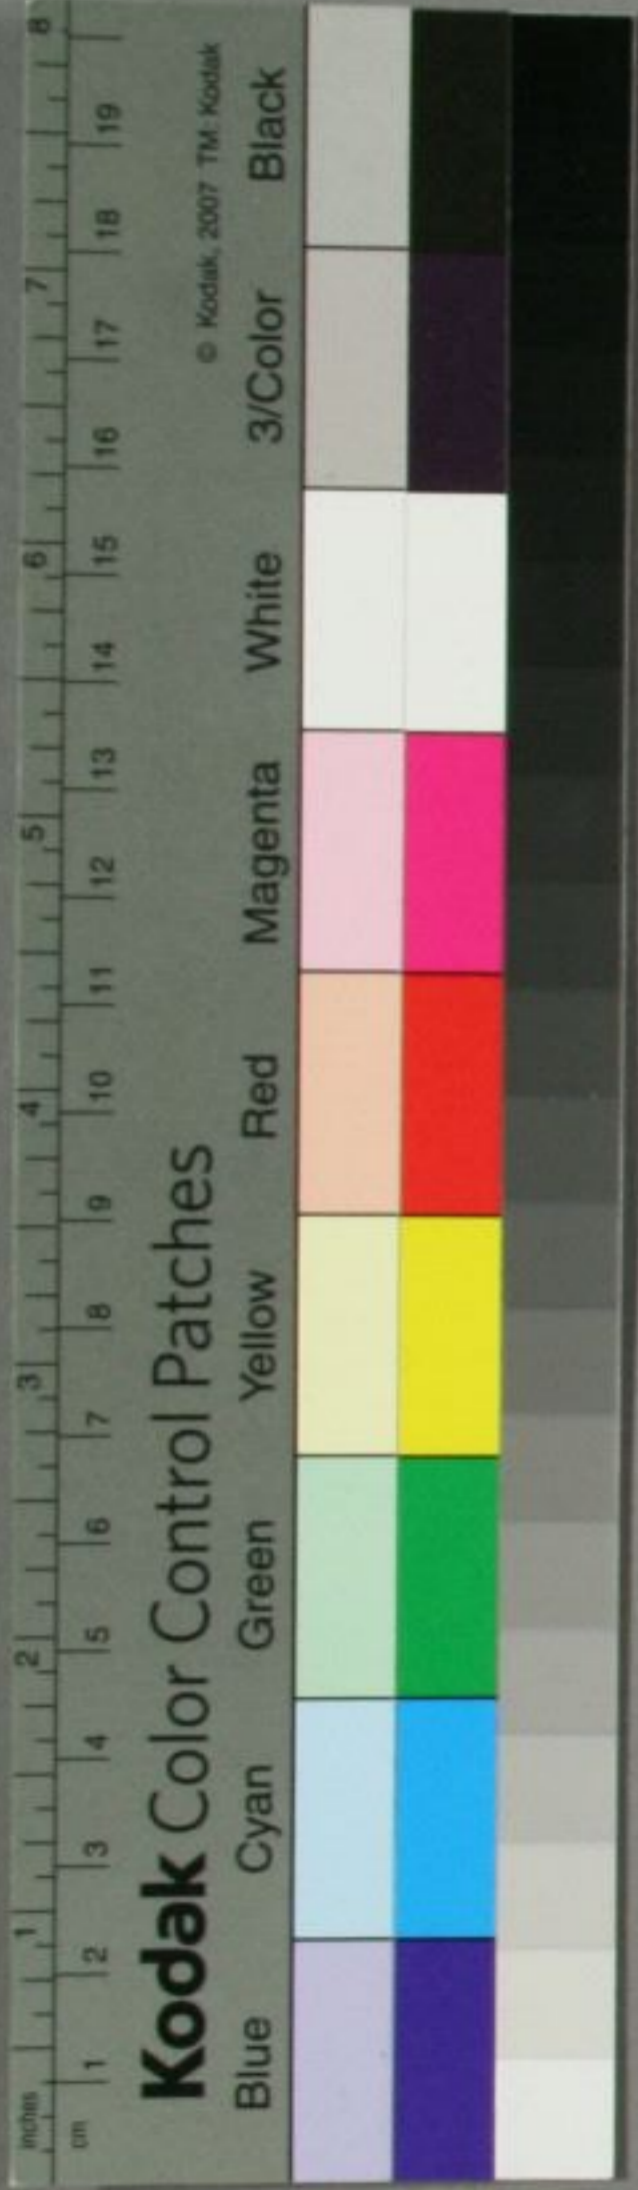 inches 1 2 3 4 5 6 7 8
cm 1 2 3 4 5 6 7 8 9 10 11 12 13 14 15 16 17 18 19
Kodak Color Control Patches
© Kodak, 2007 TM: Kodak
Blue Cyan Green Yellow Red Magenta White 3/Color Black